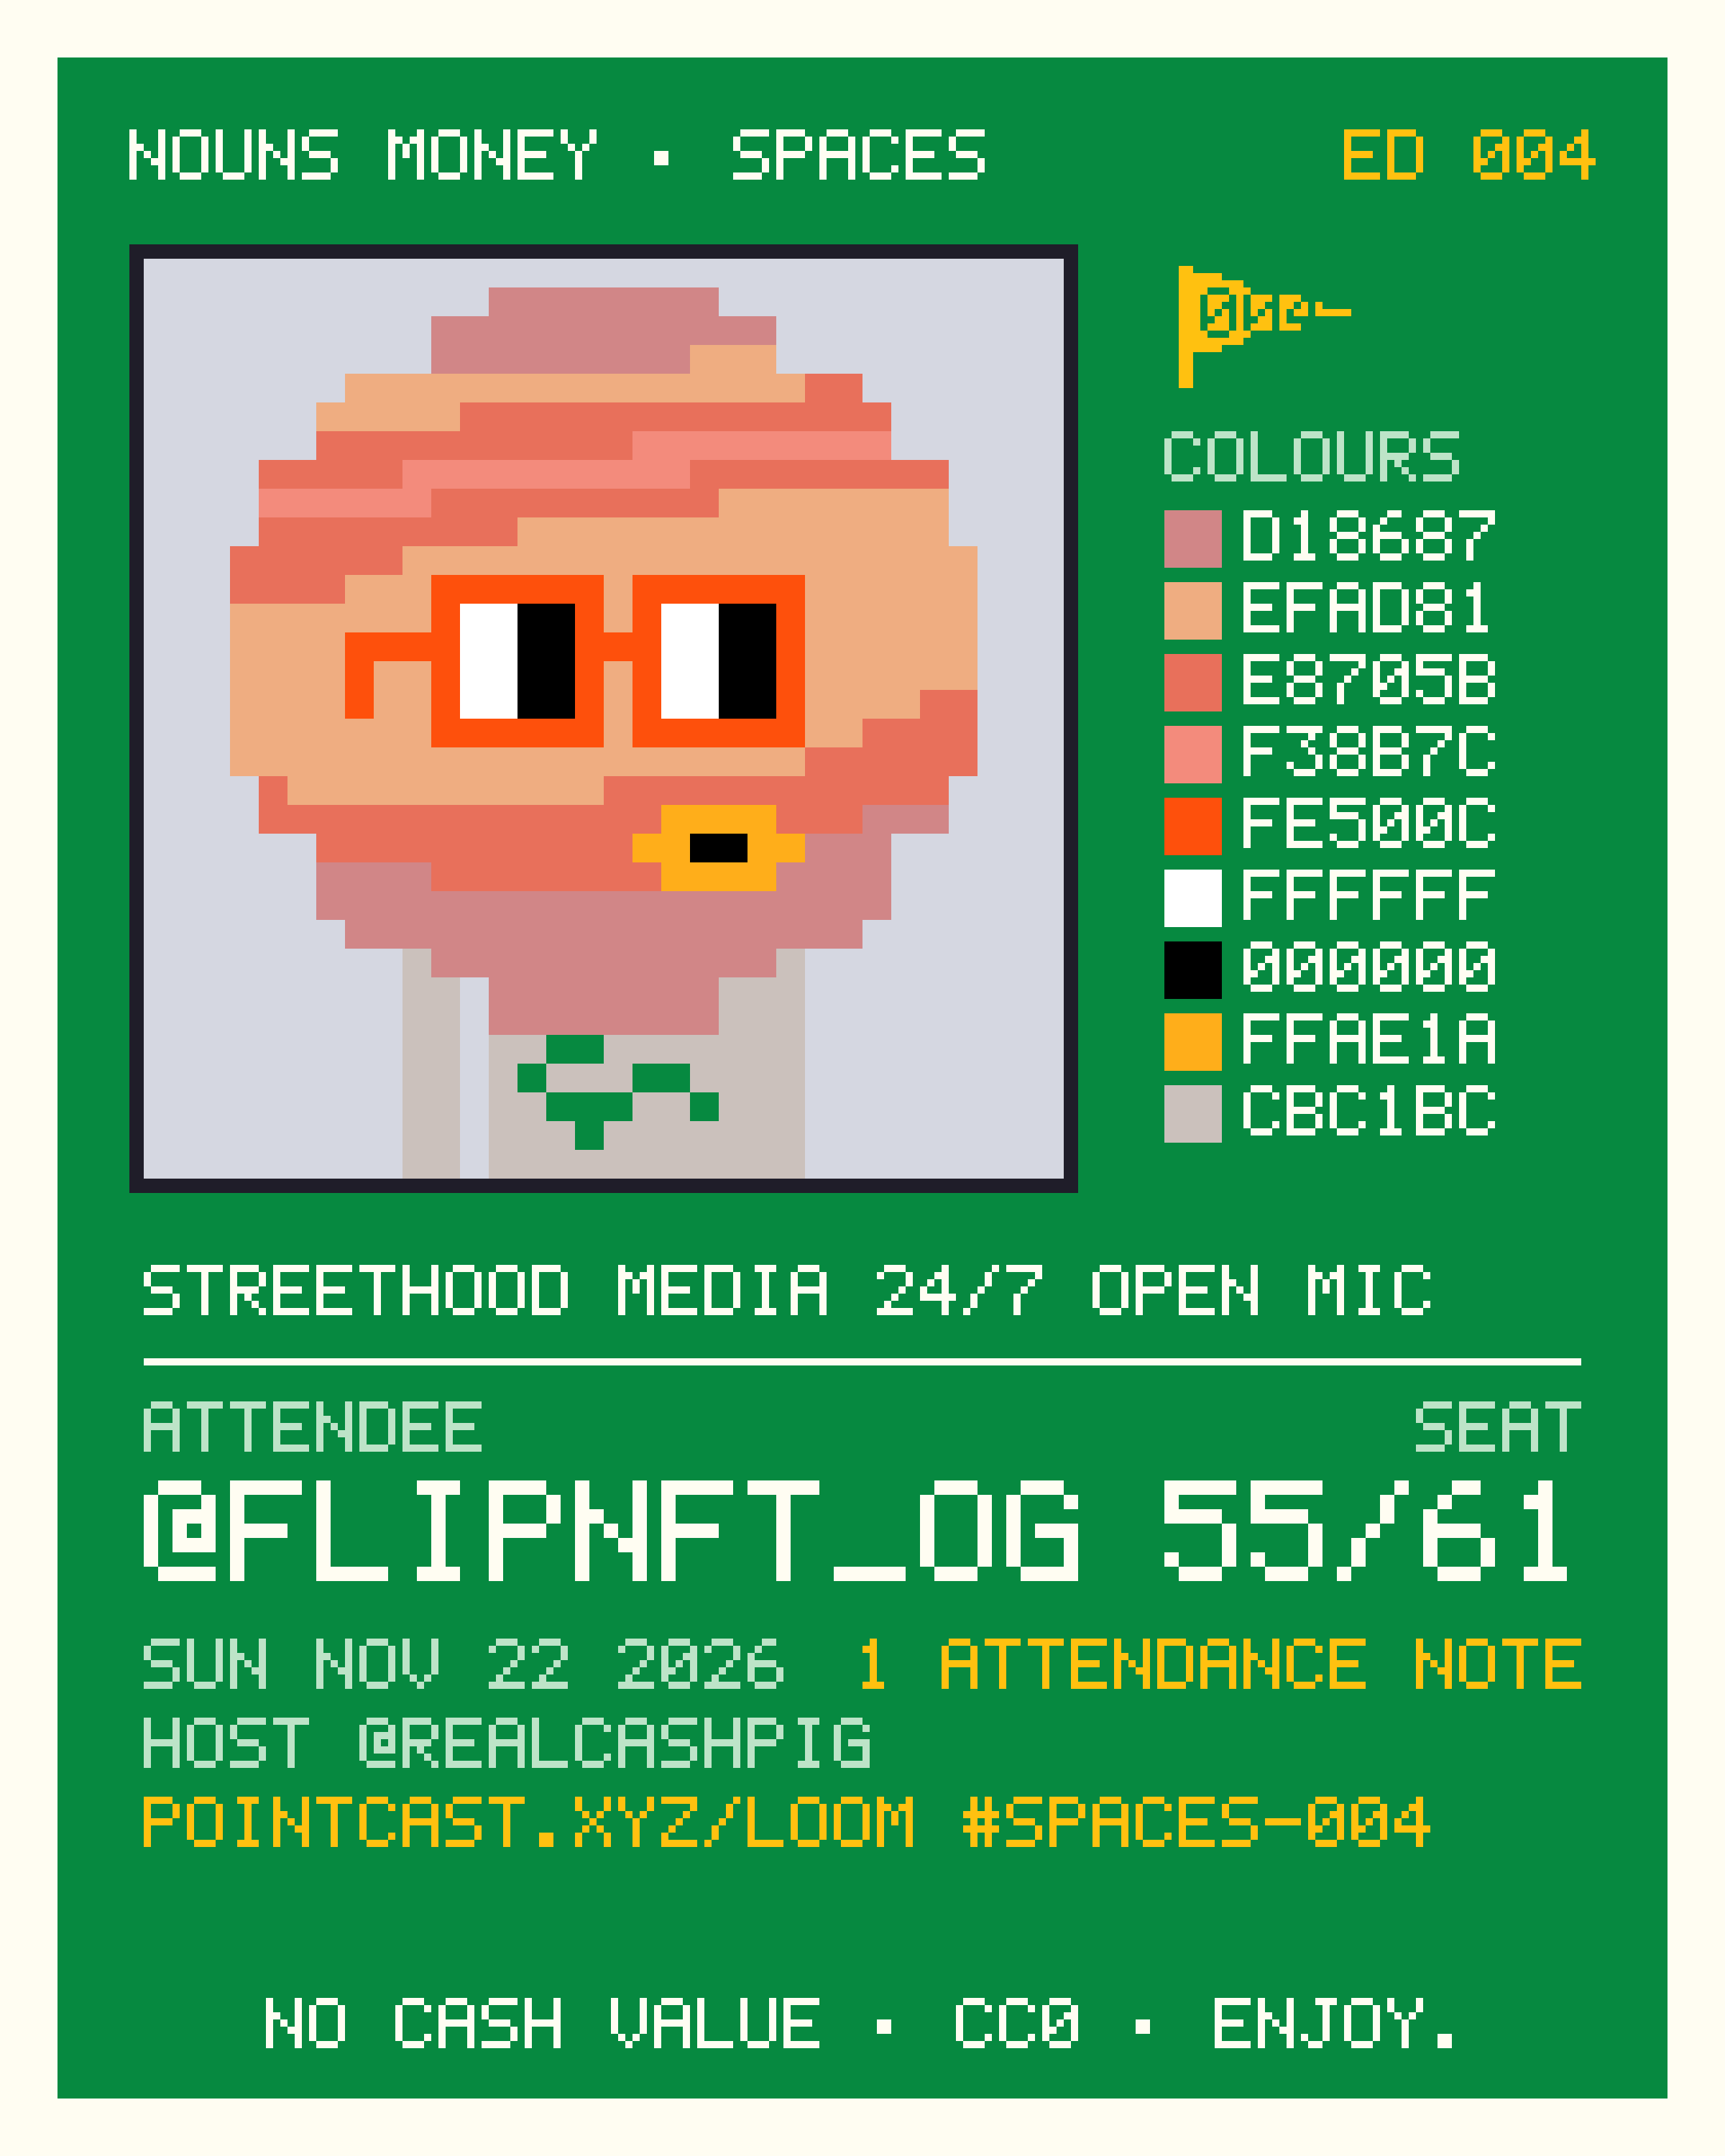 NOUNS MONEY · SPACES
ED 004
COLOURS
D18687
EFAD81
E8705B
F38B7C
FE500C
FFFFFF
000000
FFAE1A
CBC1BC
STREETHOOD MEDIA 24/7 OPEN MIC
ATTENDEE SEAT
@FLIPNFT_OG 55/61
SUN NOV 22 2026 1 ATTENDANCE NOTE
HOST @REALCASHPIG
POINTCAST.XYZ/LOOM #SPACES-004
NO CASH VALUE · CC0 · ENJOY.